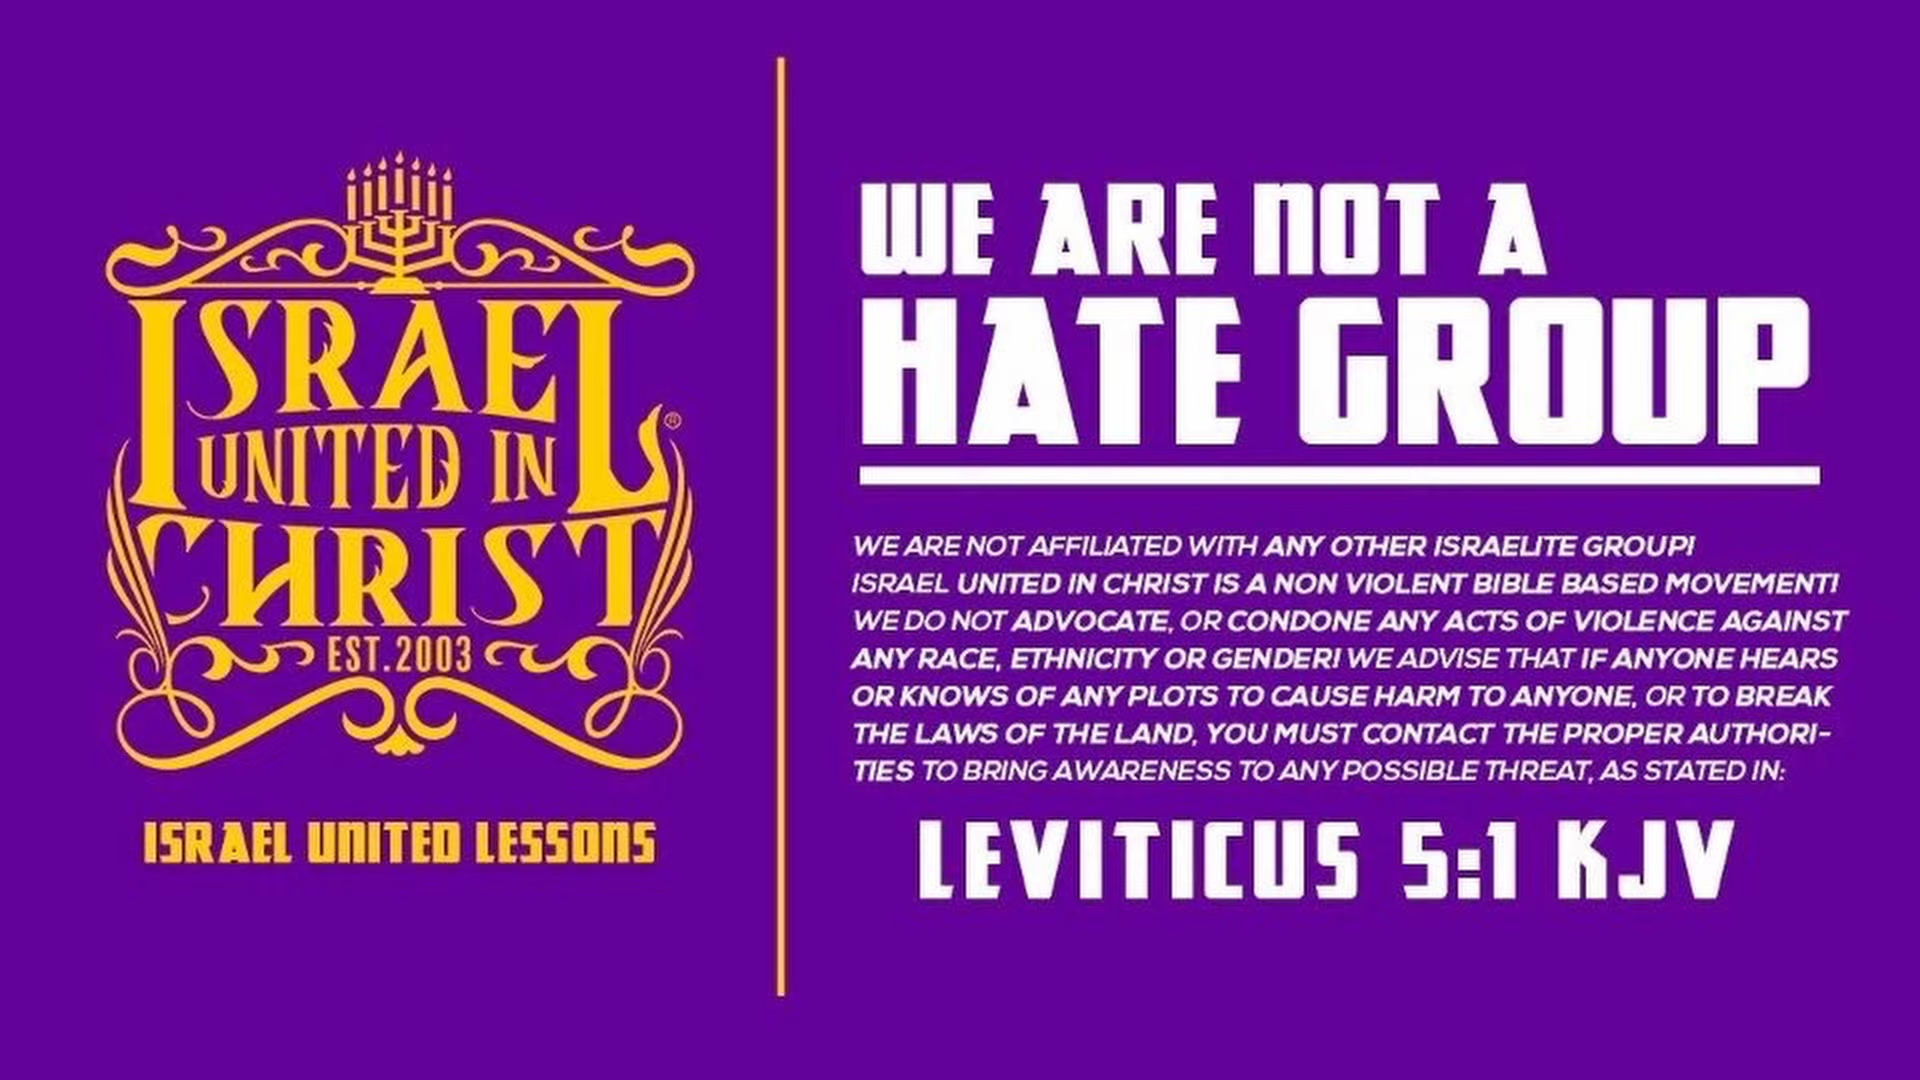 ISRAEL
UNITED IN
CHRIST
®
EST.2003
ISRAEL UNITED LESSONS
WE ARE NOT A
HATE GROUP
WE ARE NOT AFFILIATED WITH ANY OTHER ISRAELITE GROUP!
ISRAEL UNITED IN CHRIST IS A NON VIOLENT BIBLE BASED MOVEMENT!
WE DO NOT ADVOCATE, OR CONDONE ANY ACTS OF VIOLENCE AGAINST
ANY RACE, ETHNICITY OR GENDER! WE ADVISE THAT IF ANYONE HEARS
OR KNOWS OF ANY PLOTS TO CAUSE HARM TO ANYONE, OR TO BREAK
THE LAWS OF THE LAND, YOU MUST CONTACT THE PROPER AUTHORI-
TIES TO BRING AWARENESS TO ANY POSSIBLE THREAT, AS STATED IN:
LEVITICUS 5:1 KJV